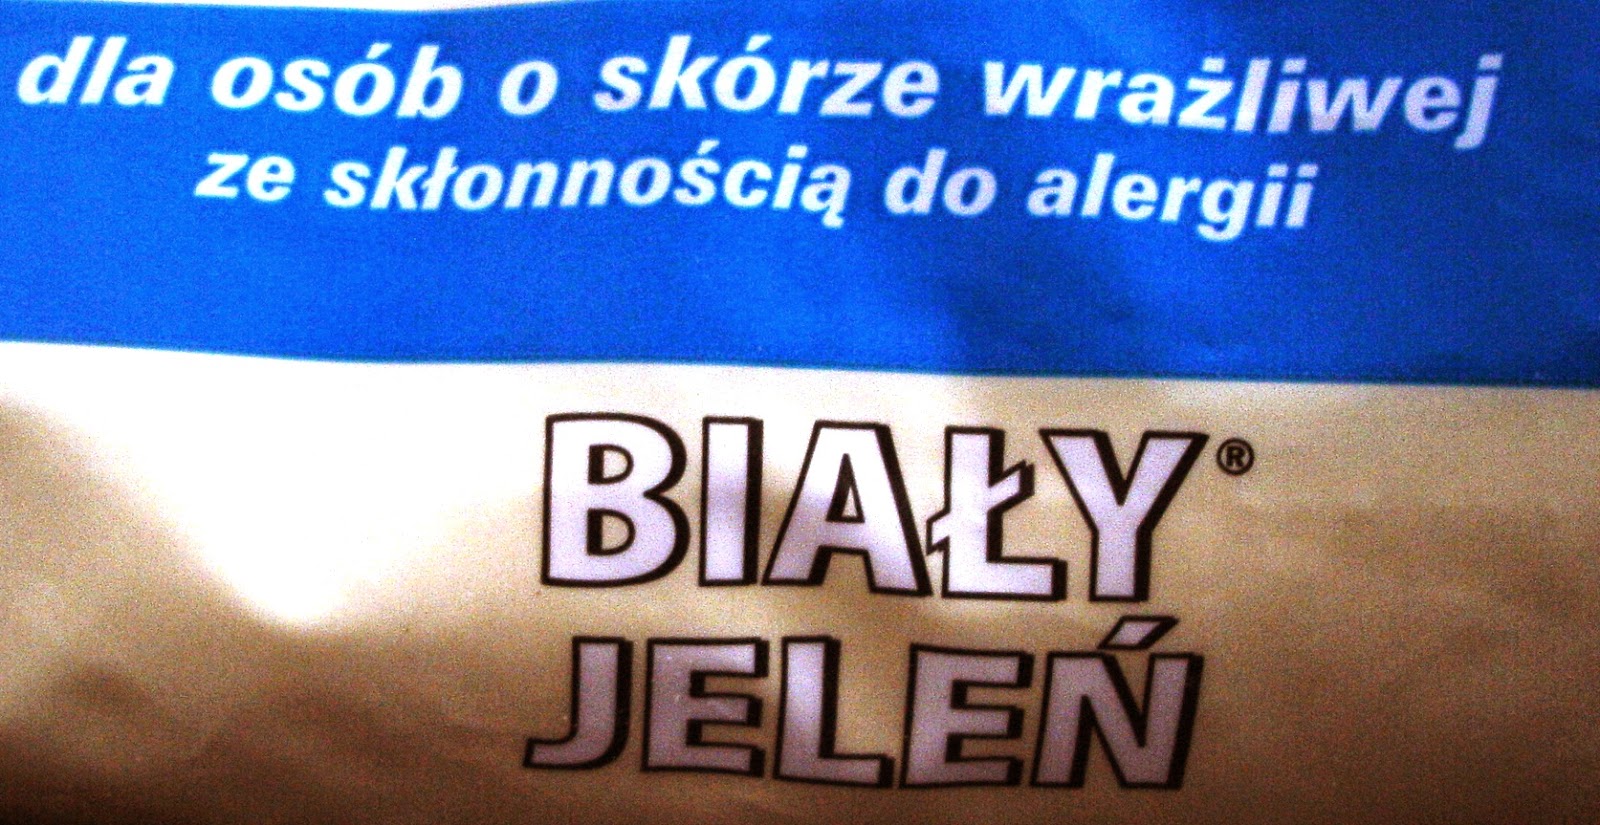 dla osób o skórze wrażliwej
ze skłonnością do alergii
BIAŁY®
JELEŃ